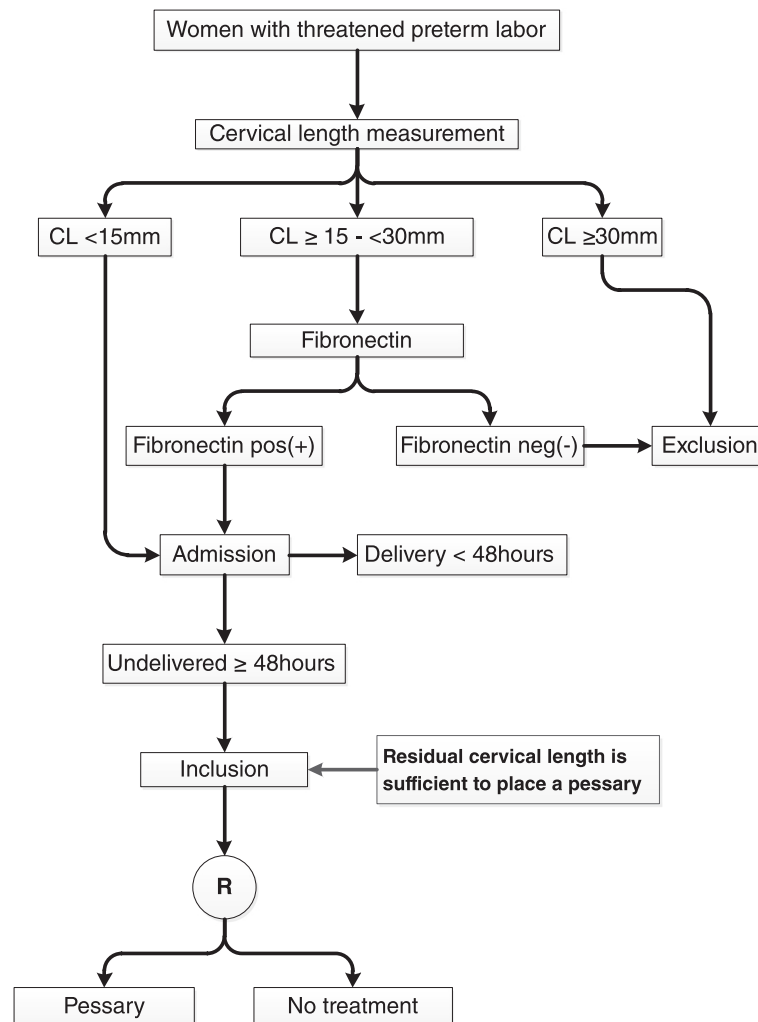 Women with threatened preterm labor
Cervical length measurement
CL <15mm
CL ≥ 15 - <30mm
CL ≥30mm
Fibronectin
Fibronectin pos(+)
Fibronectin neg(-)
Exclusion
Admission
Delivery < 48hours
Undelivered ≥ 48hours
Inclusion
Residual cervical length is
sufficient to place a pessary
R
Pessary
No treatment